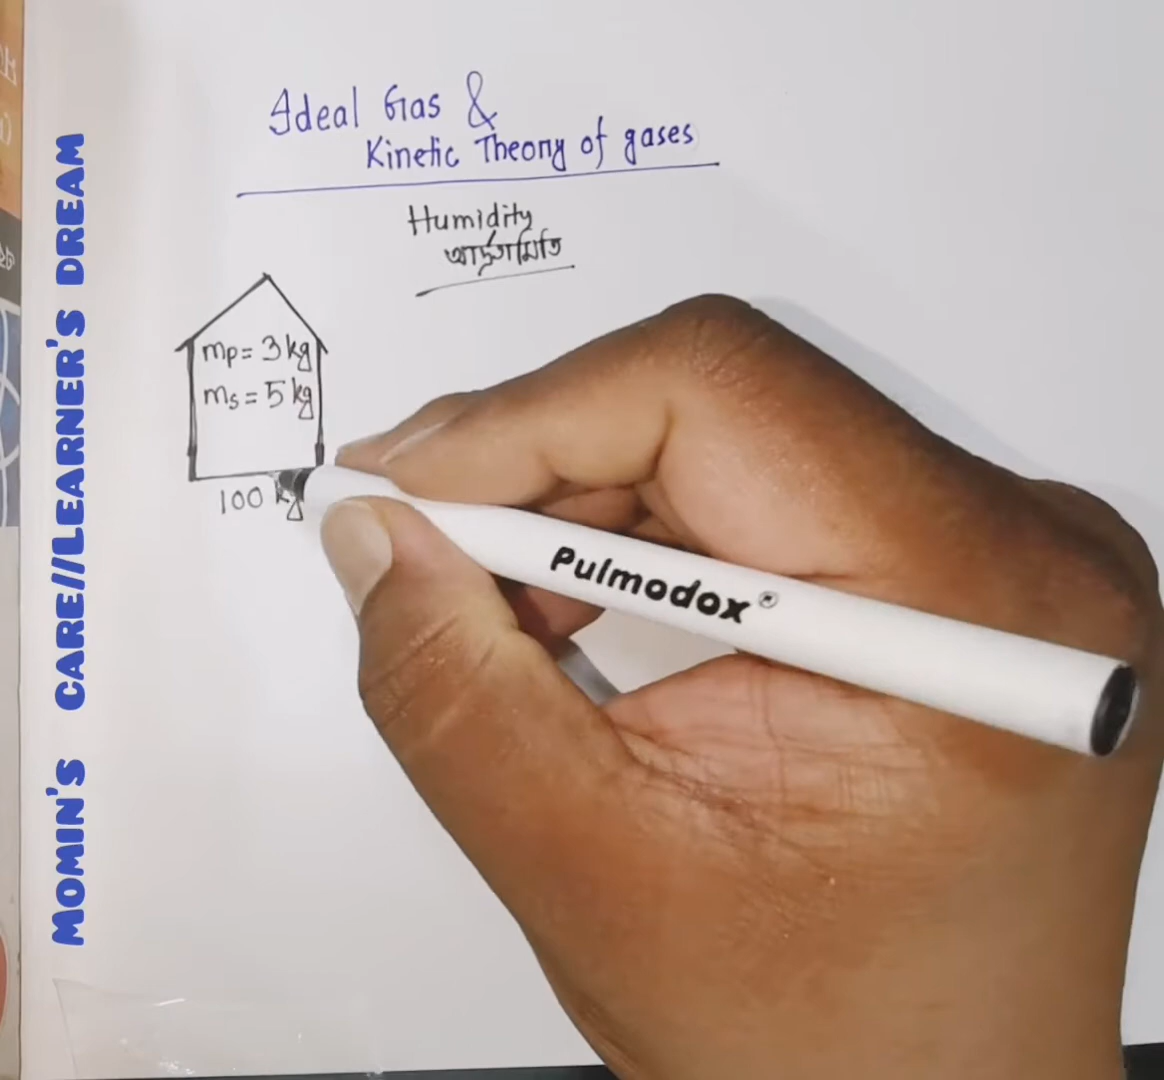 Ideal Gas &
Kinetic Theory of gases
Humidity
আর্দ্রতামিতি
mp = 3 kg
ms = 5 kg
100 kg
Pulmodox®
MOMIN'S CARE//LEARNER'S DREAM